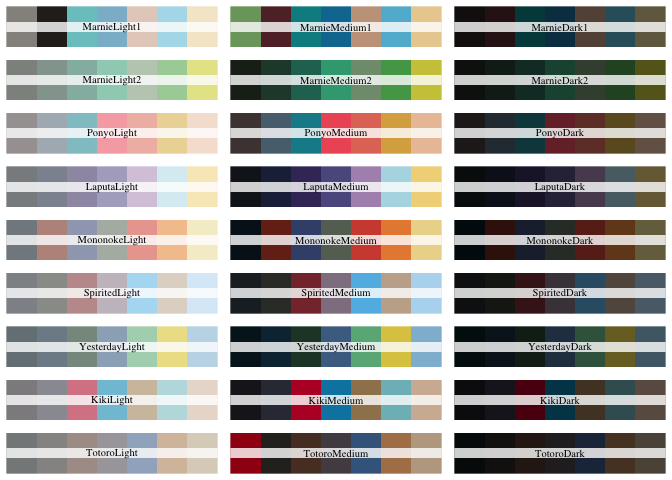 MarnieLight1
MarnieMedium1
MarnieDark1
MarnieLight2
MarnieMedium2
MarnieDark2
PonyoLight
PonyoMedium
PonyoDark
LaputaLight
LaputaMedium
LaputaDark
MononokeLight
MononokeMedium
MononokeDark
SpiritedLight
SpiritedMedium
SpiritedDark
YesterdayLight
YesterdayMedium
YesterdayDark
KikiLight
KikiMedium
KikiDark
TotoroLight
TotoroMedium
TotoroDark